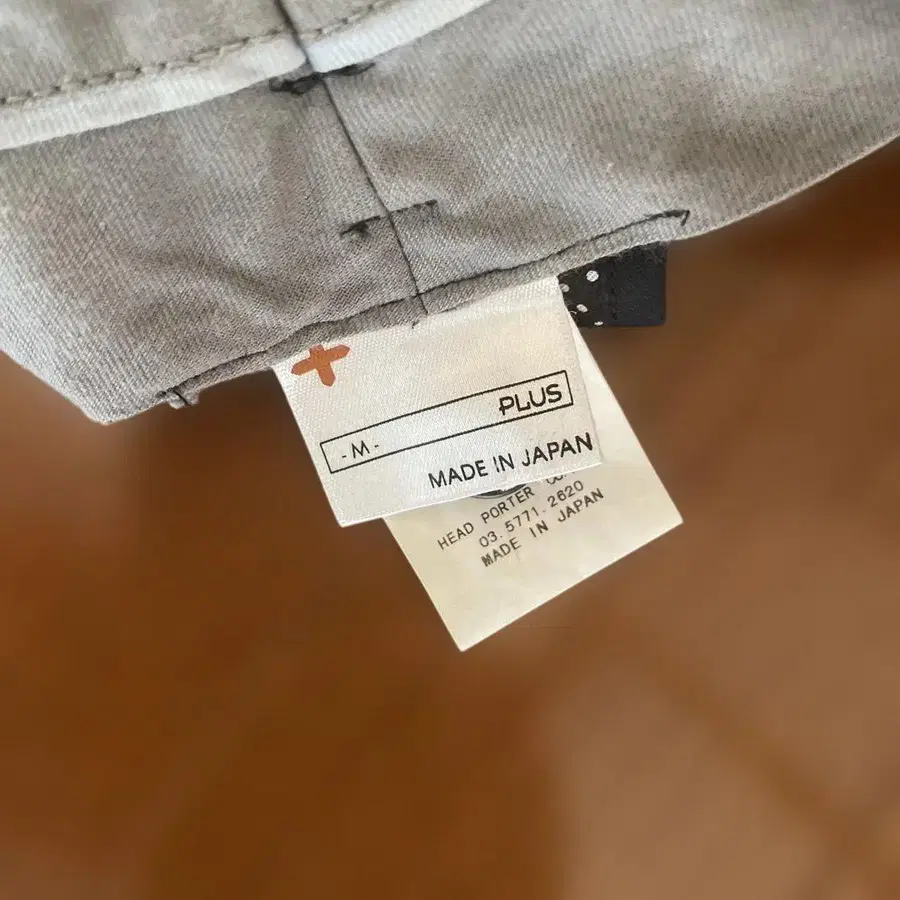 PLUS
- M -
MADE IN JAPAN
HEAD PORTER
03.5771.2620
MADE IN JAPAN